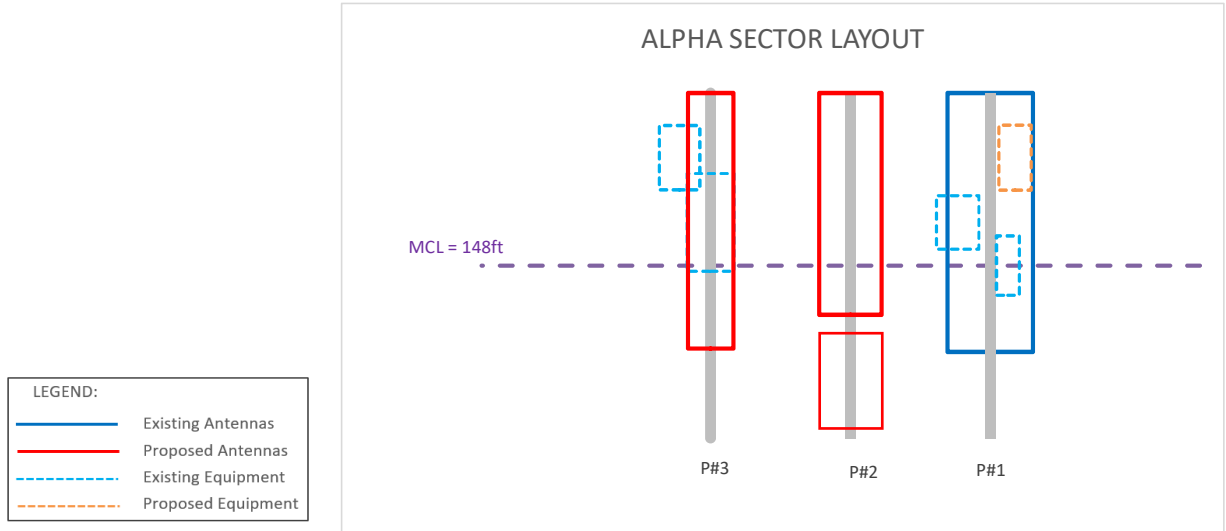 ALPHA SECTOR LAYOUT
MCL = 148ft
LEGEND:
Existing Antennas
Proposed Antennas
Existing Equipment
Proposed Equipment
P#3
P#2
P#1